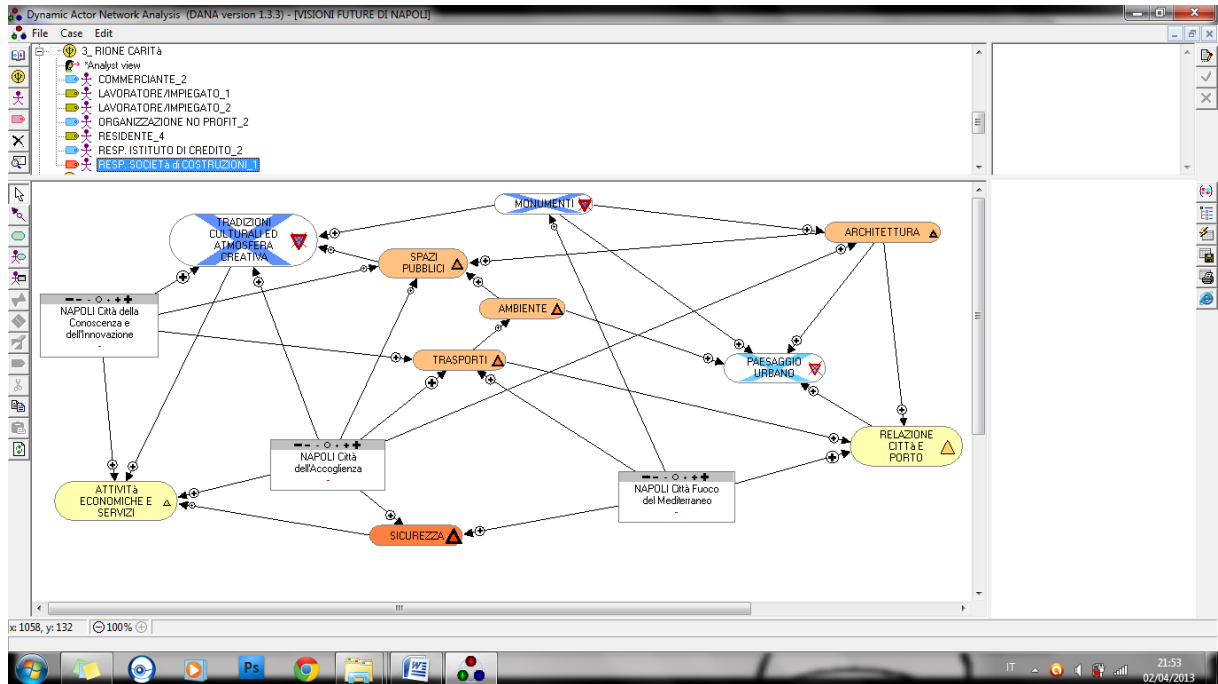 Dynamic Actor Network Analysis (DANA version 1.3.3) - [VISIONI FUTURE DI NAPOLI]
File Case Edit
3_ RIONE CARITà
*Analyst view
COMMERCIANTE_2
LAVORATORE/IMPIEGATO_1
LAVORATORE/IMPIEGATO_2
ORGANIZZAZIONE NO PROFIT_2
RESIDENTE_4
RESP. ISTITUTO DI CREDITO_2
RESP. SOCIETà di COSTRUZIONI_1
MONUMENTI
TRADIZIONI
CULTURALI ED
ATMOSFERA
CREATIVA
ARCHITETTURA
SPAZI
PUBBLICI
AMBIENTE
NAPOLI Città della
Conoscenza e
dell'Innovazione
-
TRASPORTI
PAESAGGIO
URBANO
RELAZIONE
CITTà E
PORTO
NAPOLI Città
dell'Accoglienza
-
NAPOLI Città Fuoco
del Mediterraneo
-
ATTIVITà
ECONOMICHE E
SERVIZI
SICUREZZA
x: 1058, y: 132 100%
Ps
W
IT
21:53
02/04/2013